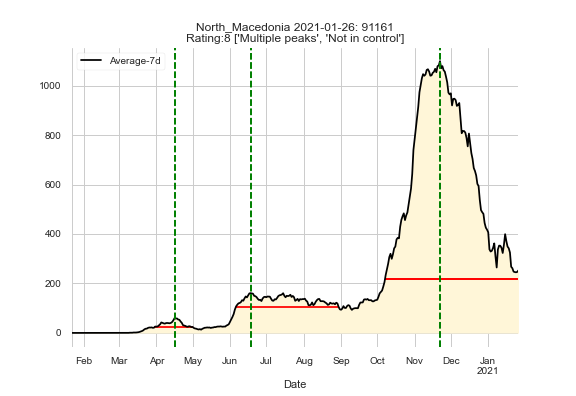 North_Macedonia 2021-01-26: 91161
Rating:8 ['Multiple peaks', 'Not in control']
Average-7d
1000
800
600
400
200
0
Feb Mar Apr May Jun Jul Aug Sep Oct Nov Dec Jan
2021
Date